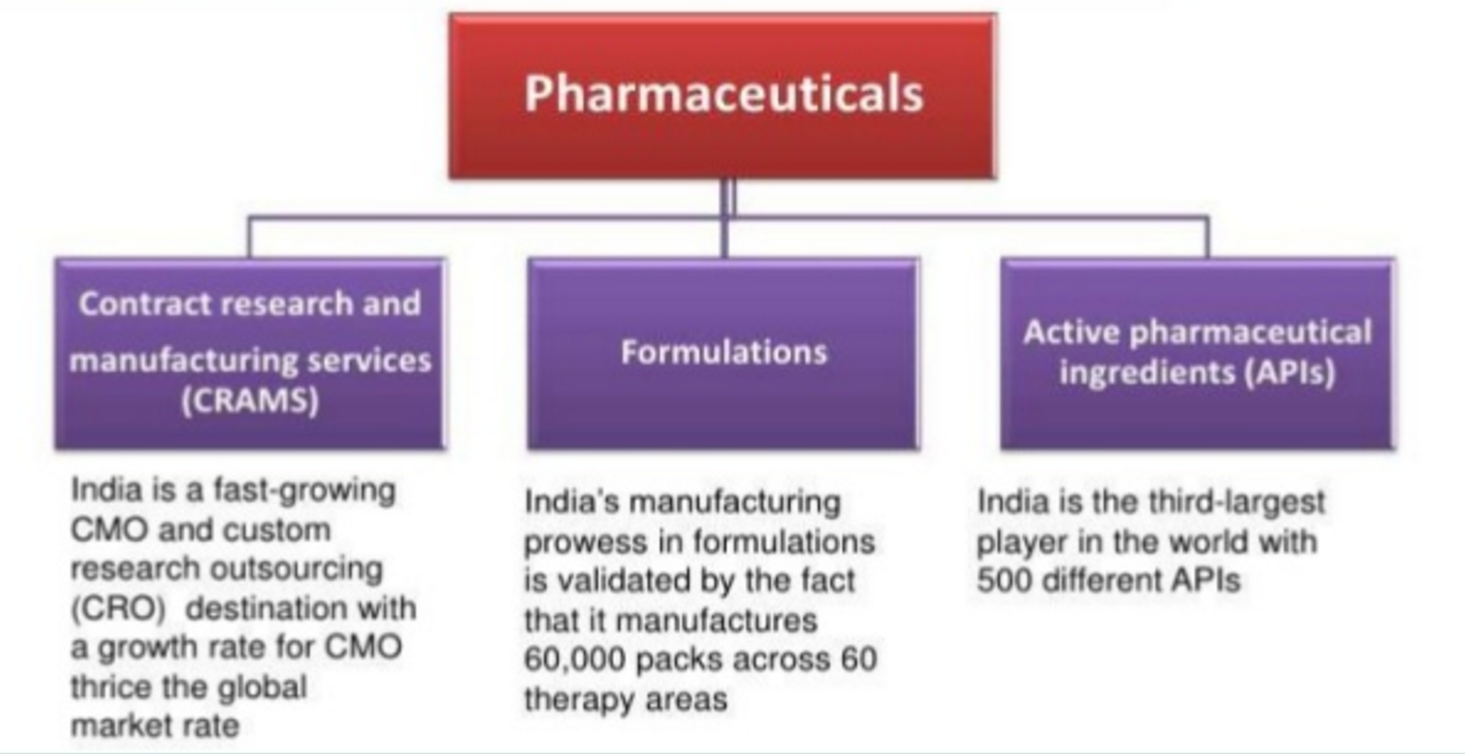 Pharmaceuticals
Contract research and
manufacturing services
(CRAMS)
India is a fast-growing
CMO and custom
research outsourcing
(CRO) destination with
a growth rate for CMO
thrice the global
market rate
Formulations
India's manufacturing
prowess in formulations
is validated by the fact
that it manufactures
60,000 packs across 60
therapy areas
Active pharmaceutical
ingredients (APIs)
India is the third-largest
player in the world with
500 different APIs